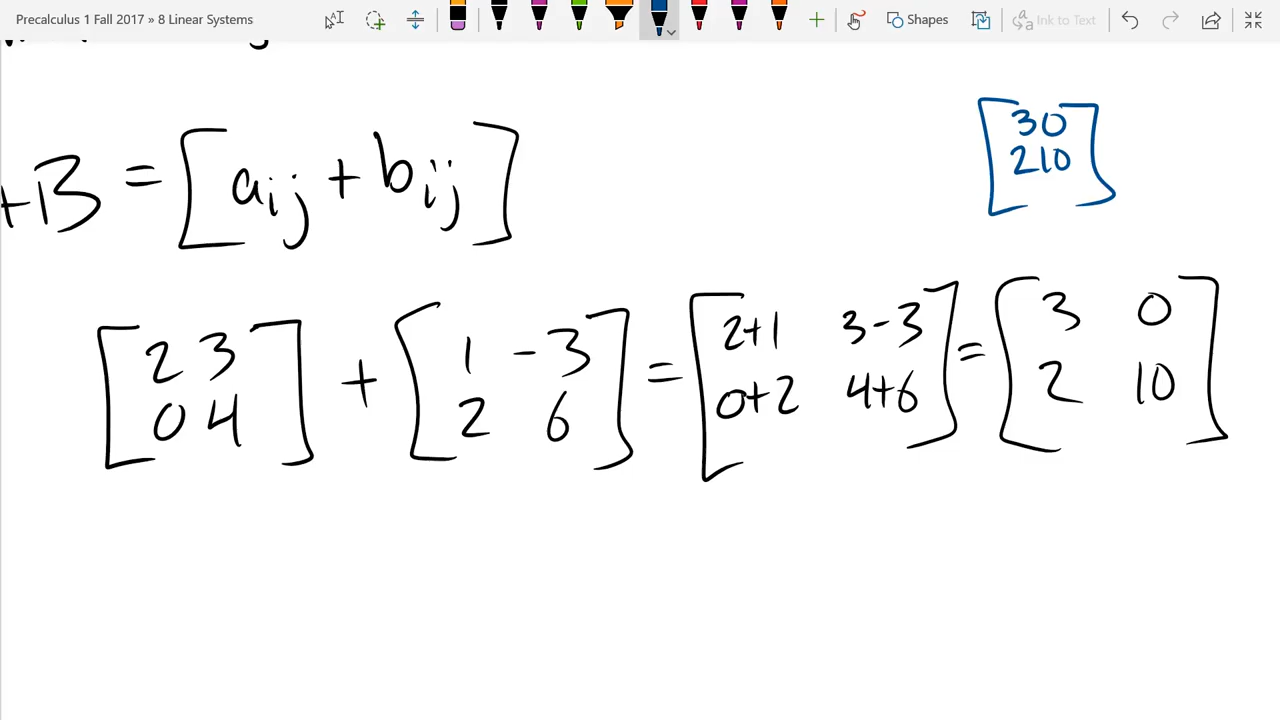 Precalculus 1 Fall 2017 » 8 Linear Systems
Shapes
Ink to Text
[30
210]
+B = [aij + bij]
[2 3
0 4] + [1 -3
2 6] = [2+1 3-3
0+2 4+6] = [3 0
2 10]